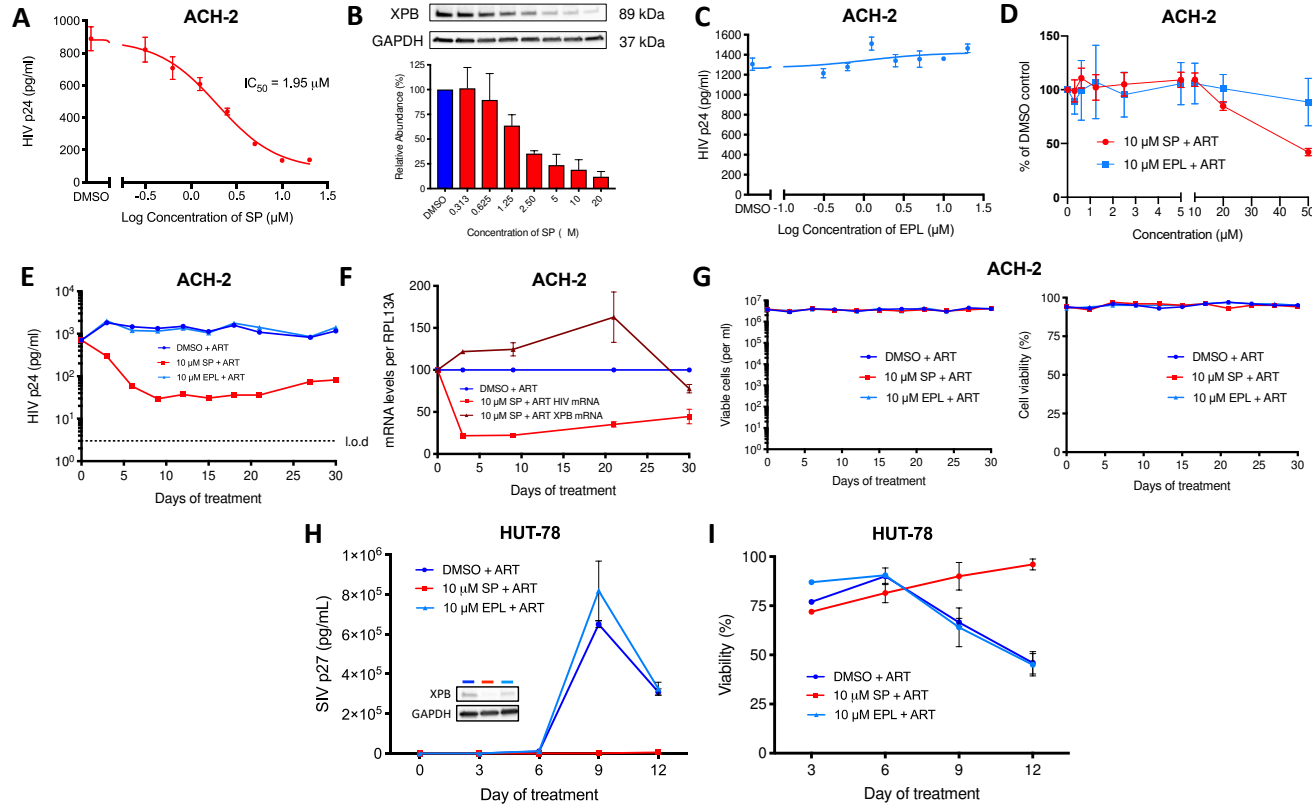 A
ACH-2
HIV p24 (pg/ml)
1000
800
600
400
200
0
IC50 = 1.95 µM
DMSO
-0.5
0.0
0.5
1.0
1.5
Log Concentration of SP (µM)
B
XPB
89 kDa
GAPDH
37 kDa
Relative Abundance (%)
125
100
75
50
25
0
DMSO
0.313
0.625
1.25
2.50
5
10
20
Concentration of SP ( M)
C
ACH-2
HIV p24 (pg/ml)
1600
1400
1200
1000
800
600
400
200
0
DMSO
-1.0
-0.5
0.0
0.5
1.0
1.5
Log Concentration of EPL (µM)
D
ACH-2
% of DMSO control
150
100
50
0
10 µM SP + ART
10 µM EPL + ART
0
1
2
3
4
5
10
20
30
40
50
Concentration (µM)
E
ACH-2
HIV p24 (pg/ml)
10^4
10^3
10^2
10^1
10^0
DMSO + ART
10 µM SP + ART
10 µM EPL + ART
l.o.d
0
5
10
15
20
25
30
Days of treatment
F
ACH-2
mRNA levels per RPL13A
200
150
100
50
0
DMSO + ART
10 µM SP + ART HIV mRNA
10 µM SP + ART XPB mRNA
0
5
10
15
20
25
30
Days of treatment
G
ACH-2
Viable cells (per ml)
10^7
10^6
10^5
10^4
10^3
10^2
10^1
10^0
DMSO + ART
10 µM SP + ART
10 µM EPL + ART
0
5
10
15
20
25
30
Days of treatment
Cell viability (%)
100
50
0
DMSO + ART
10 µM SP + ART
10 µM EPL + ART
0
5
10
15
20
25
30
Days of treatment
H
HUT-78
SIV p27 (pg/mL)
1×10^6
8×10^5
6×10^5
4×10^5
2×10^5
0
DMSO + ART
10 µM SP + ART
10 µM EPL + ART
XPB
GAPDH
0
3
6
9
12
Day of treatment
I
HUT-78
Viability (%)
100
75
50
25
0
DMSO + ART
10 µM SP + ART
10 µM EPL + ART
3
6
9
12
Day of treatment